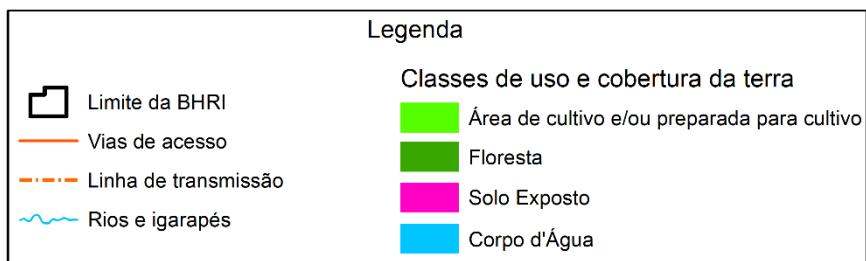 Legenda
Limite da BHRI
Vias de acesso
Linha de transmissão
Rios e igarapés
Classes de uso e cobertura da terra
Área de cultivo e/ou preparada para cultivo
Floresta
Solo Exposto
Corpo d'Água